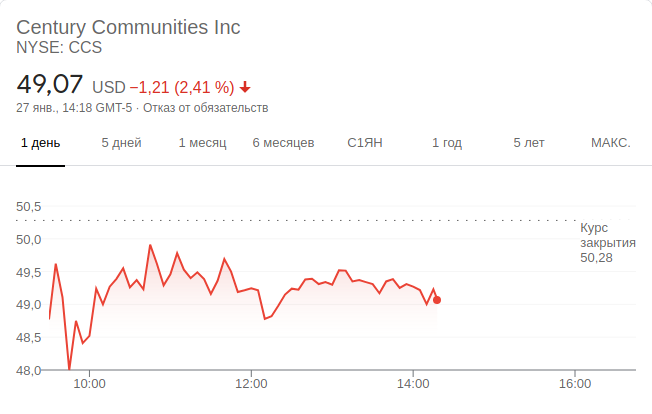 Century Communities Inc
NYSE: CCS
49,07 USD −1,21 (2,41 %)
27 янв., 14:18 GMT-5 · Отказ от обязательств
1 день 5 дней 1 месяц 6 месяцев С1ЯН 1 год 5 лет МАКС.
50,5
Курс
закрытия
50,28
50,0
49,5
49,0
48,5
48,0
10:00 12:00 14:00 16:00